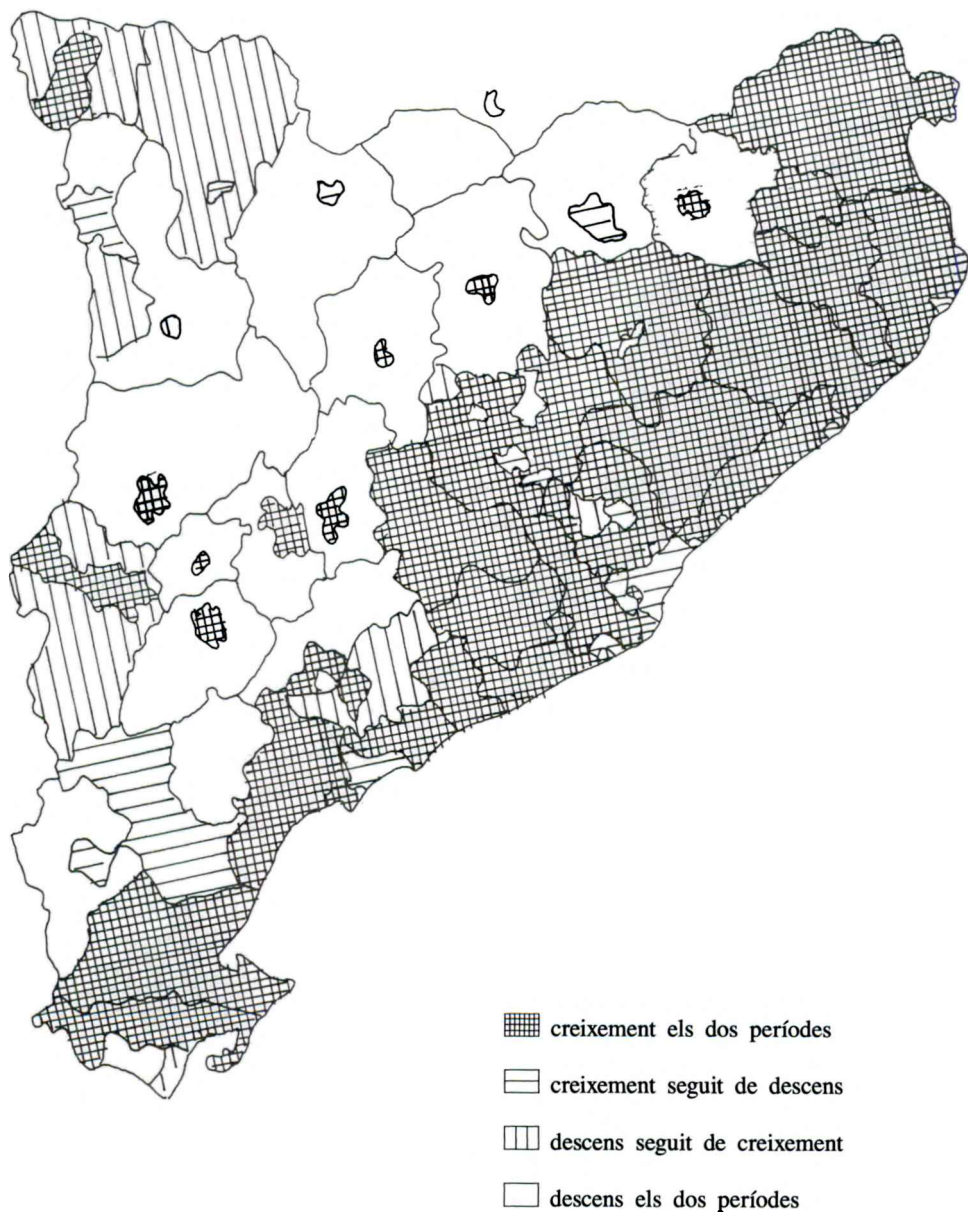 creixement els dos períodes
creixement seguit de descens
descens seguit de creixement
descens els dos períodes